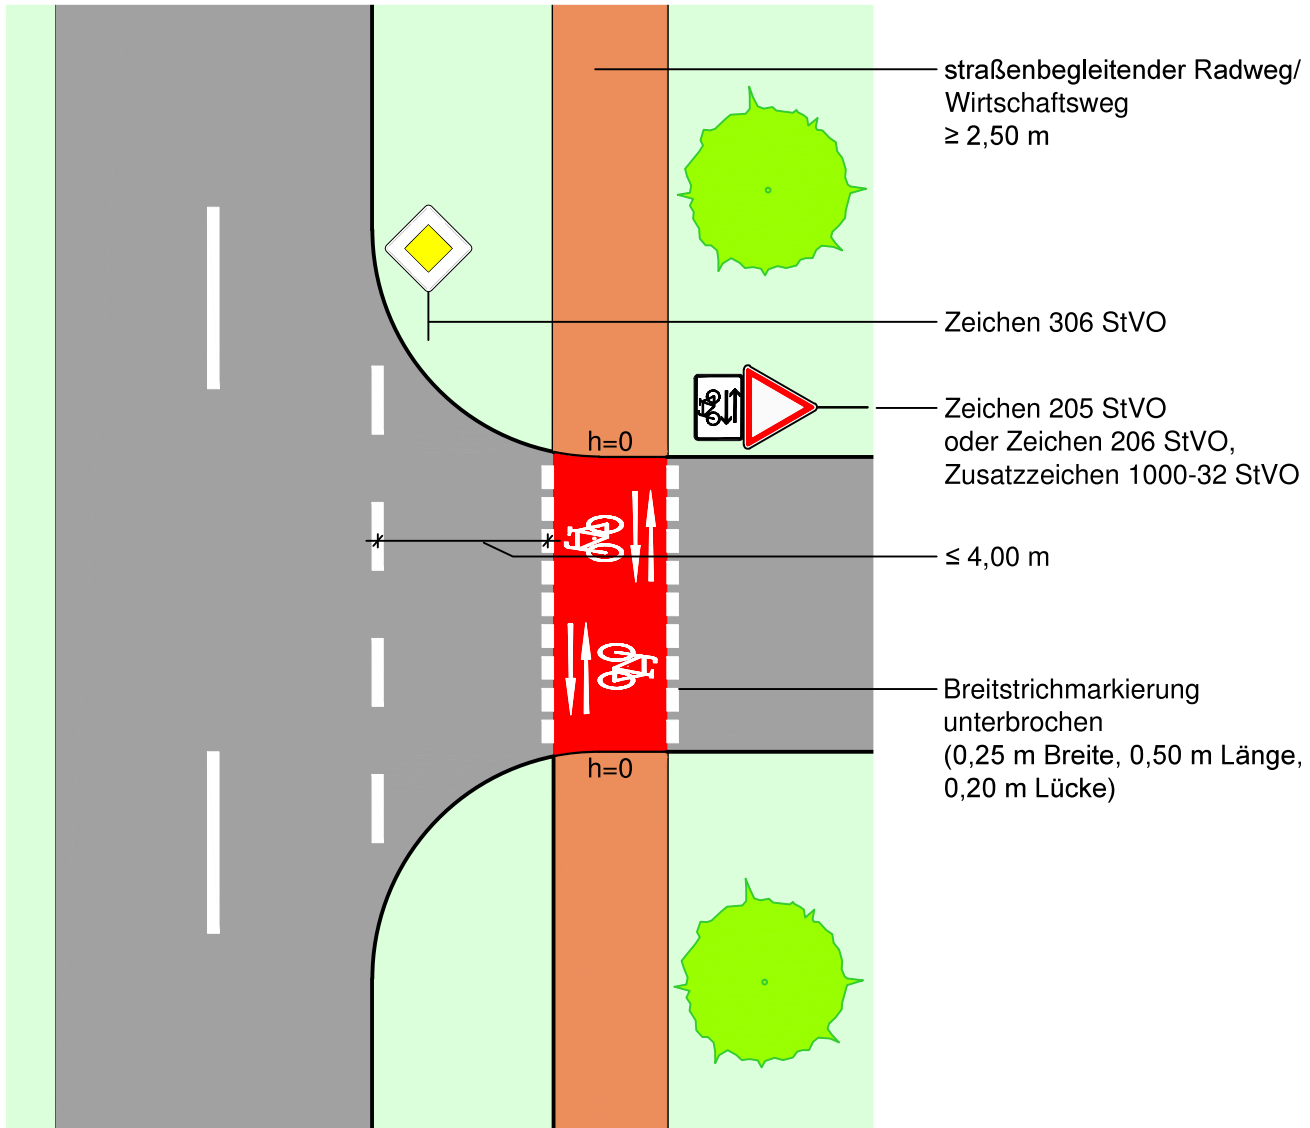 straßenbegleitender Radweg/
Wirtschaftsweg
≥ 2,50 m
Zeichen 306 StVO
Zeichen 205 StVO
oder Zeichen 206 StVO,
Zusatzzeichen 1000-32 StVO
h=0
≤ 4,00 m
Breitstrichmarkierung
unterbrochen
(0,25 m Breite, 0,50 m Länge,
0,20 m Lücke)
h=0